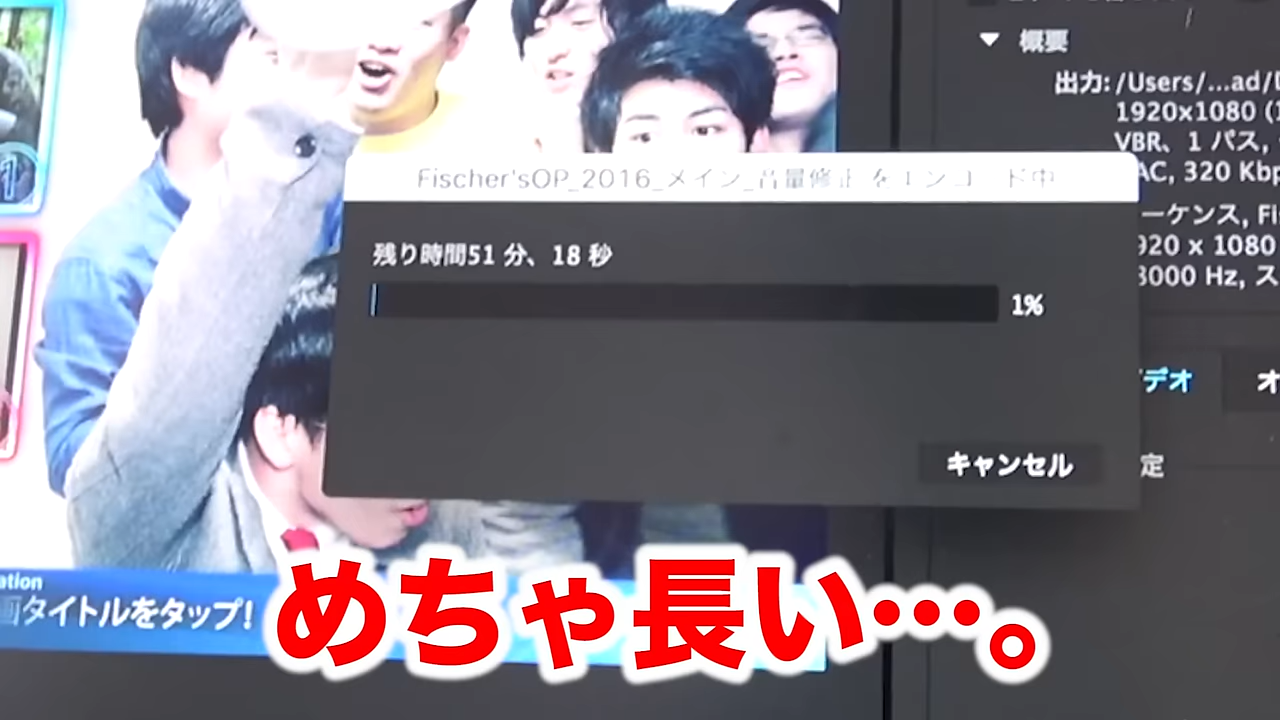 概要
出力: /Users/...ad/
1920x1080
VBR、1 パス,
AC, 320 Kbp
Fischer'sOP_2016_メイン_音量修正 をエンコード中
ーケンス, Fi
920 x 1080
残り時間51 分、18 秒
8000 Hz, ス
1%
デオ
オ
キャンセル
定
ation
タイトルをタップ!
めちゃ長い…。